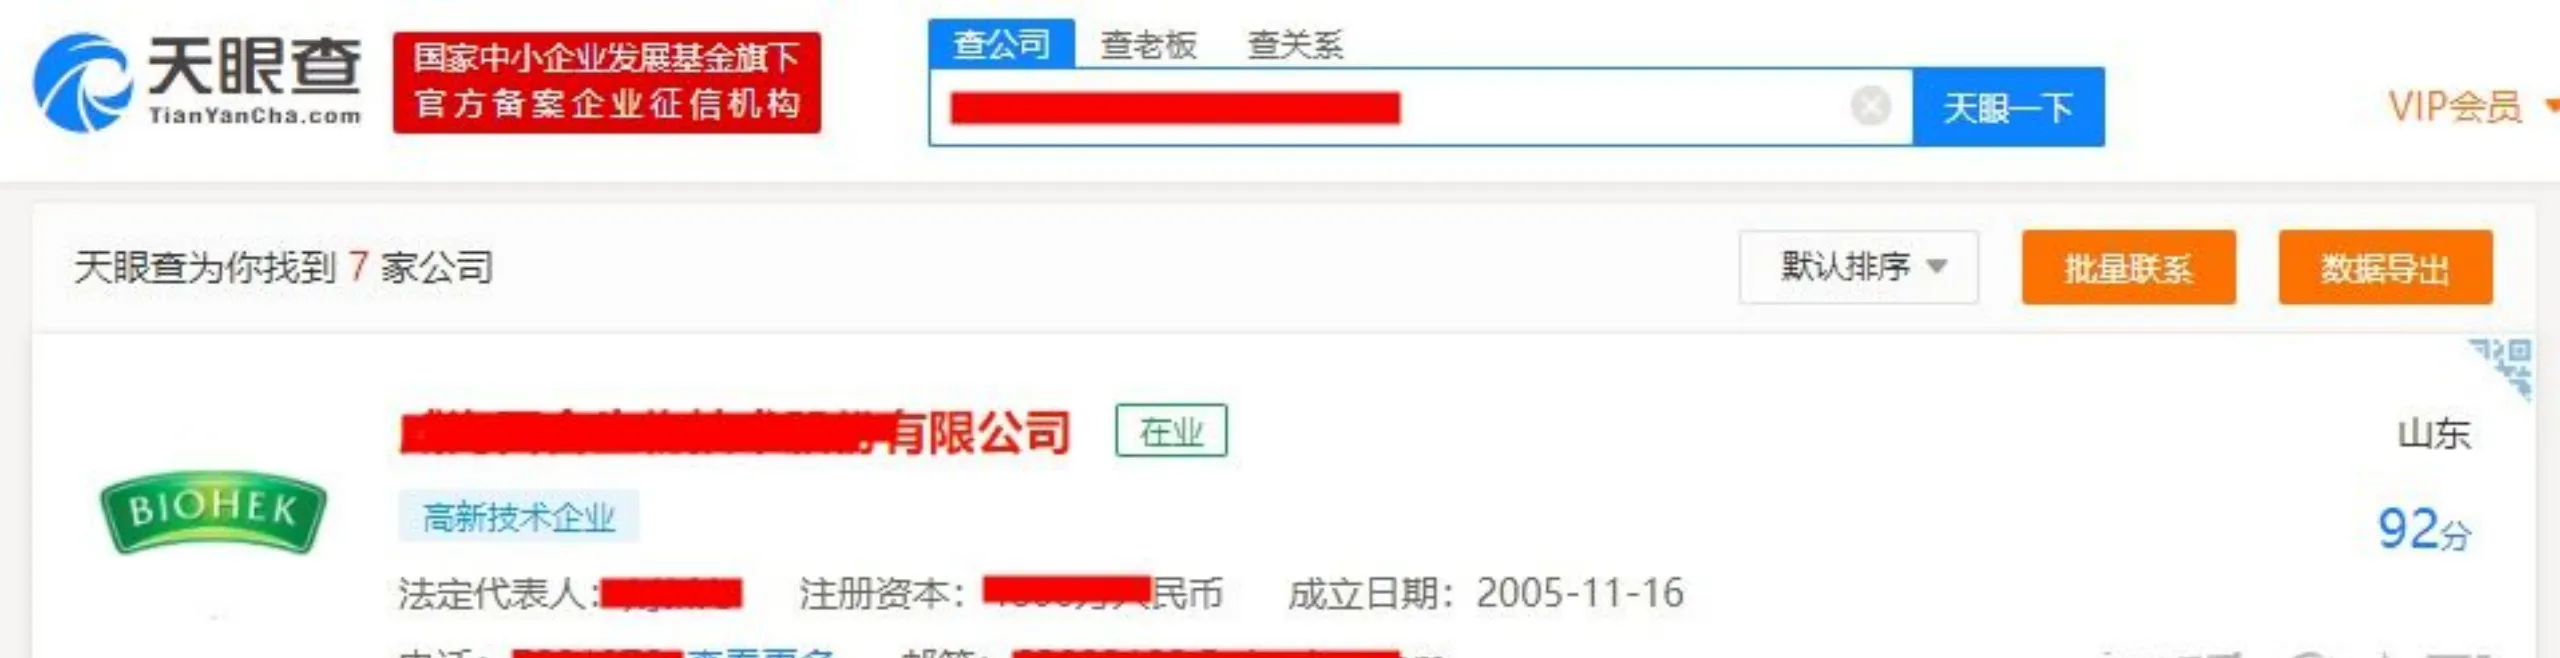 天眼查
TianYanCha.com
国家中小企业发展基金旗下
官方备案企业征信机构
查公司 查老板 查关系
天眼一下
VIP会员
天眼查为你找到 7 家公司
默认排序 批量联系 数据导出
有限公司 在业
山东
BIOHEK
高新技术企业
92分
法定代表人: 注册资本: 民币 成立日期: 2005-11-16